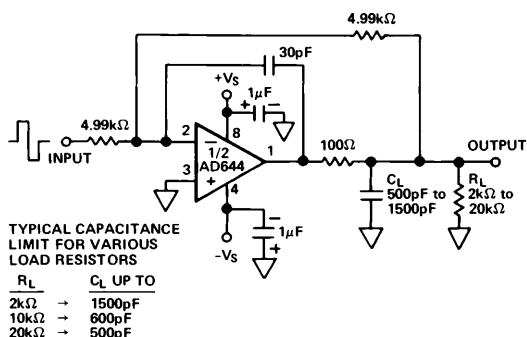 4.99kΩ
30pF
+VS
1μF
+ −
4.99kΩ
2
8
1
100Ω
OUTPUT
INPUT
−
1/2
AD644
3
+
4
CL
500pF to
1500pF
RL
2kΩ to
20kΩ
−
1μF
+
−VS
TYPICAL CAPACITANCE
LIMIT FOR VARIOUS
LOAD RESISTORS
RL CL UP TO
2kΩ → 1500pF
10kΩ → 600pF
20kΩ → 500pF